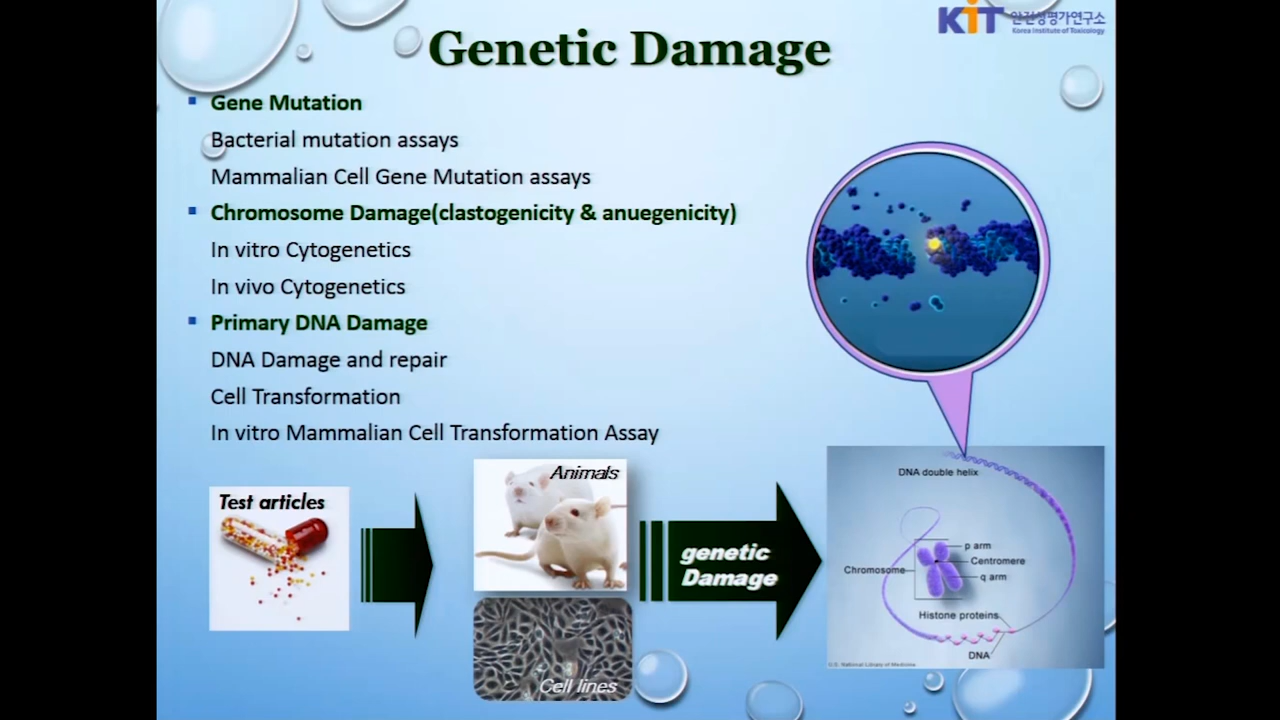 KIT 안전성평가연구소
Korea Institute of Toxicology
Genetic Damage
Gene Mutation
Bacterial mutation assays
Mammalian Cell Gene Mutation assays
Chromosome Damage(clastogenicity & anuegenicity)
In vitro Cytogenetics
In vivo Cytogenetics
Primary DNA Damage
DNA Damage and repair
Cell Transformation
In vitro Mammalian Cell Transformation Assay
Test articles
Animals
Cell lines
genetic
Damage
DNA double helix
p arm
Centromere
Chromosome
q arm
Histone proteins
DNA
U.S. National Library of Medicine